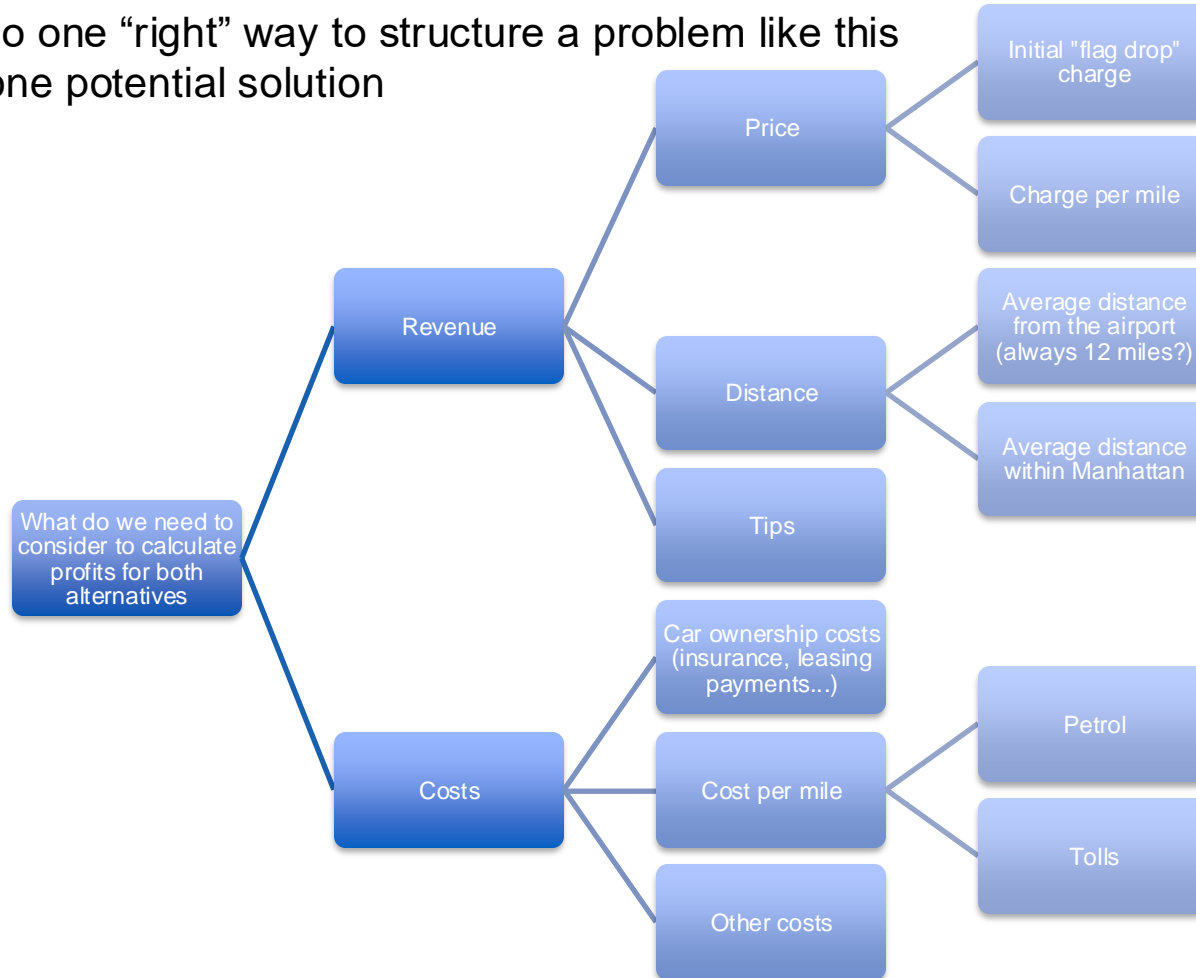 o one “right” way to structure a problem like this
one potential solution
Initial "flag drop"
charge
Price
Charge per mile
Revenue
Average distance
from the airport
(always 12 miles?)
Distance
Average distance
within Manhattan
Tips
What do we need to
consider to calculate
profits for both
alternatives
Car ownership costs
(insurance, leasing
payments...)
Petrol
Costs
Cost per mile
Tolls
Other costs